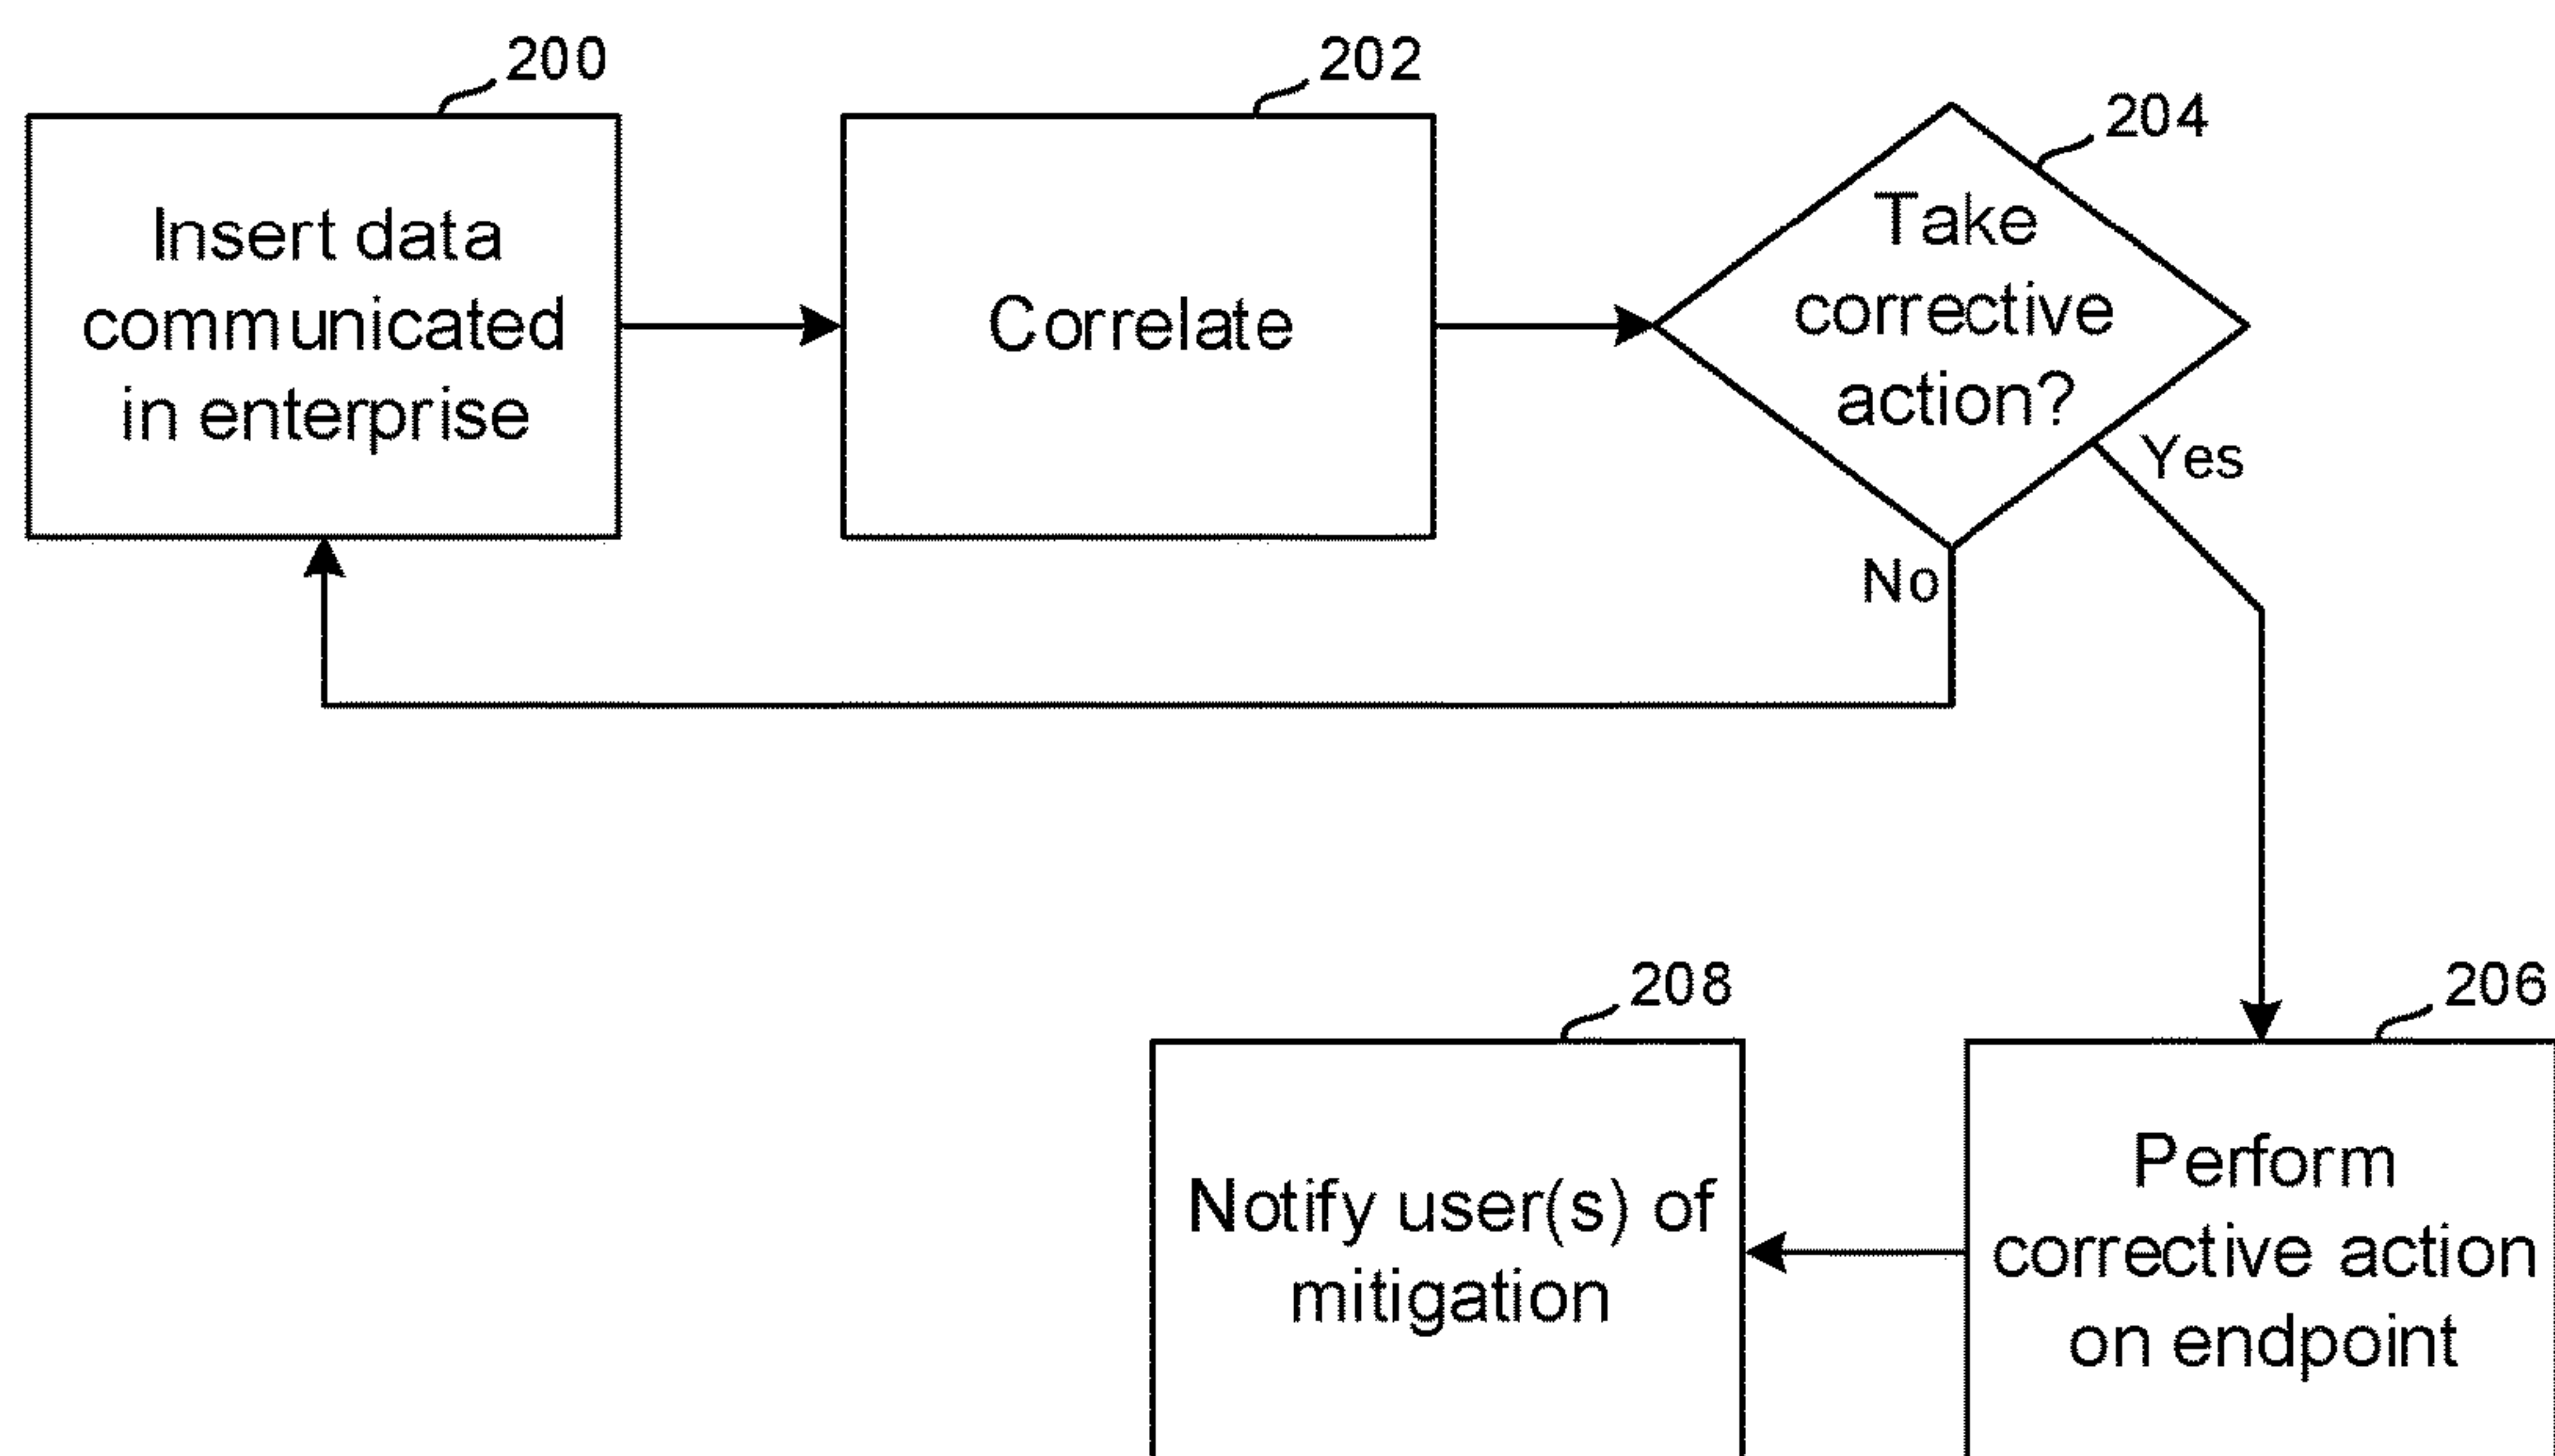 200
Insert data
communicated
in enterprise
202
Correlate
204
Take
corrective
action?
Yes
No
208
Notify user(s) of
mitigation
206
Perform
corrective action
on endpoint